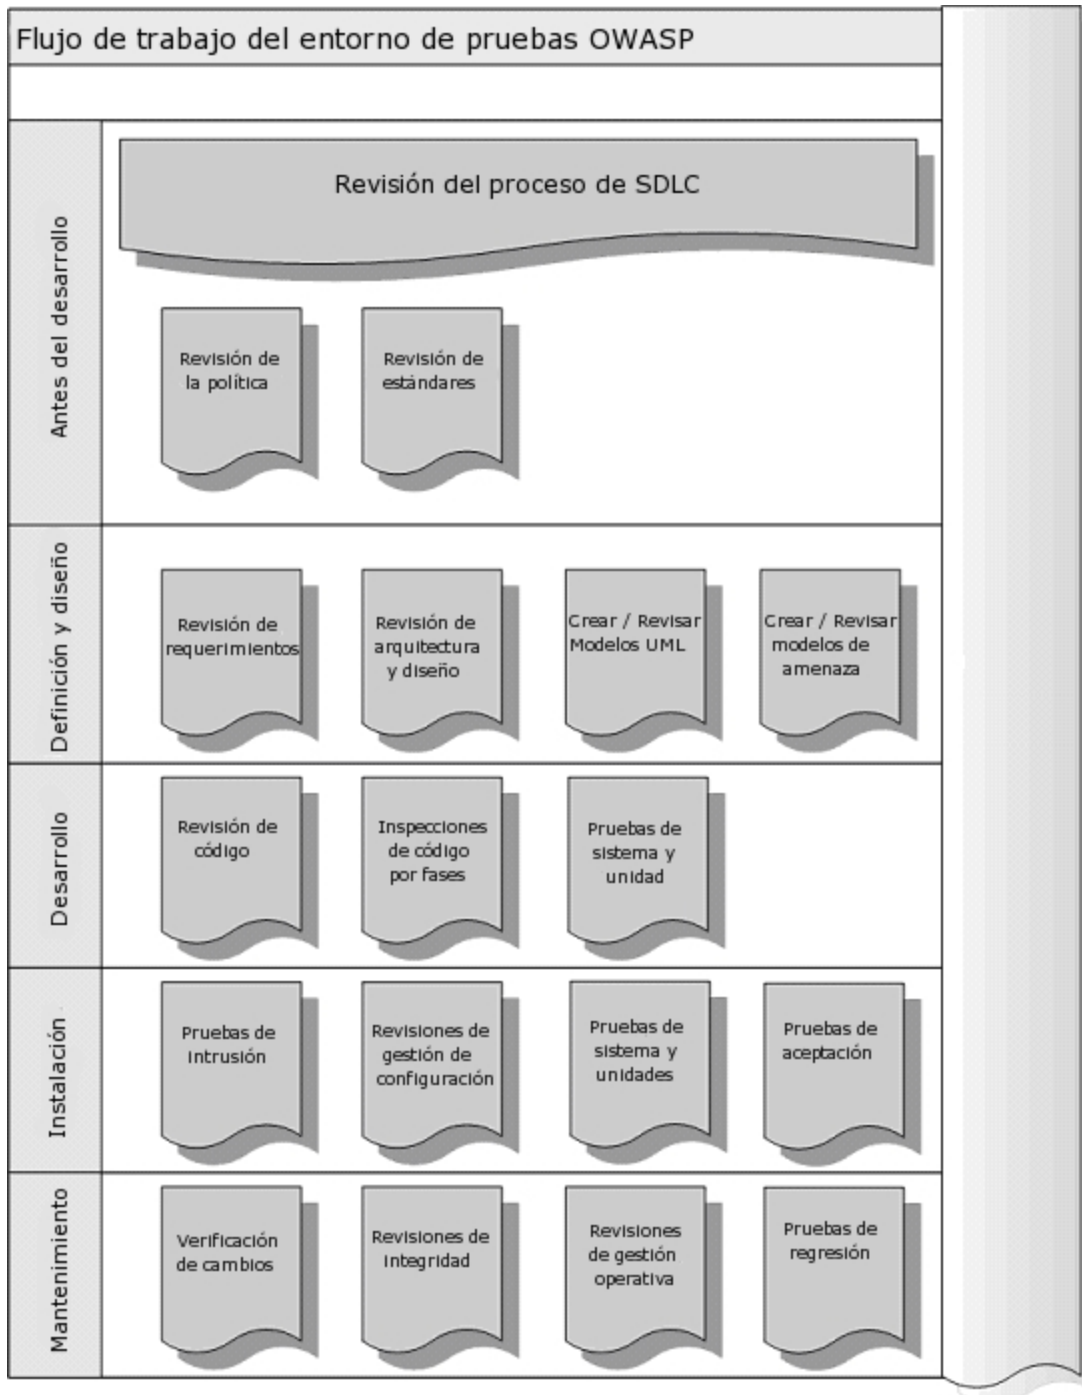 Flujo de trabajo del entorno de pruebas OWASP
Antes del desarrollo
Revisión del proceso de SDLC
Revisión de
la política
Revisión de
estándares
Definición y diseño
Revisión de
requerimientos
Revisión de
arquitectura
y diseño
Crear / Revisar
Modelos UML
Crear / Revisar
modelos de
amenaza
Desarrollo
Revisión de
código
Inspecciones
de código
por fases
Pruebas de
sistema y
unidad
Instalación
Pruebas de
intrusión
Revisiones de
gestión de
configuración
Pruebas de
sistema y
unidades
Pruebas de
aceptación
Mantenimiento
Verificación
de cambios
Revisiones de
integridad
Revisiones
de gestión
operativa
Pruebas de
regresión